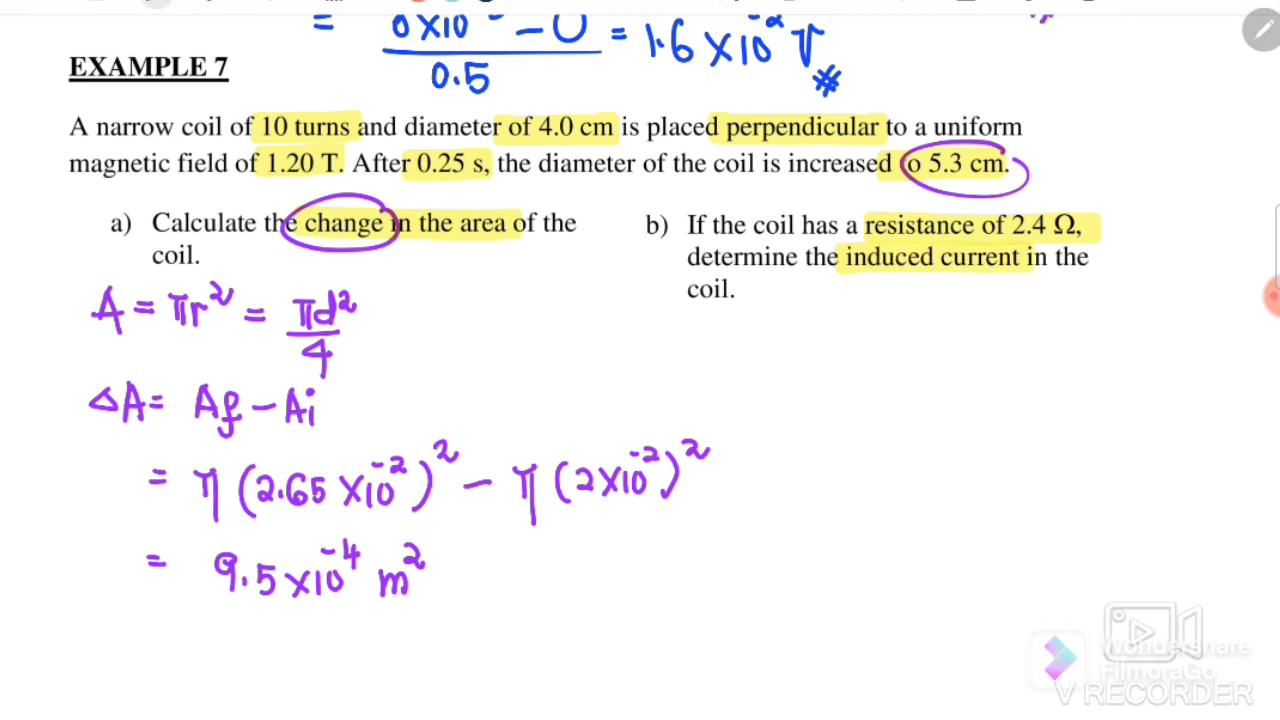 = 0.5 - 0 = 1.6 × 10⁻² V #
EXAMPLE 7
A narrow coil of 10 turns and diameter of 4.0 cm is placed perpendicular to a uniform
magnetic field of 1.20 T. After 0.25 s, the diameter of the coil is increased to 5.3 cm.
a) Calculate the change in the area of the
coil.
A = πr² = πd²/4
ΔA = Af - Ai
= π (2.65 × 10⁻²)² - π (2 × 10⁻²)²
= 9.5 × 10⁻⁴ m²
b) If the coil has a resistance of 2.4 Ω,
determine the induced current in the
coil.
Wondershare
FilmoraGo
V RECORDER